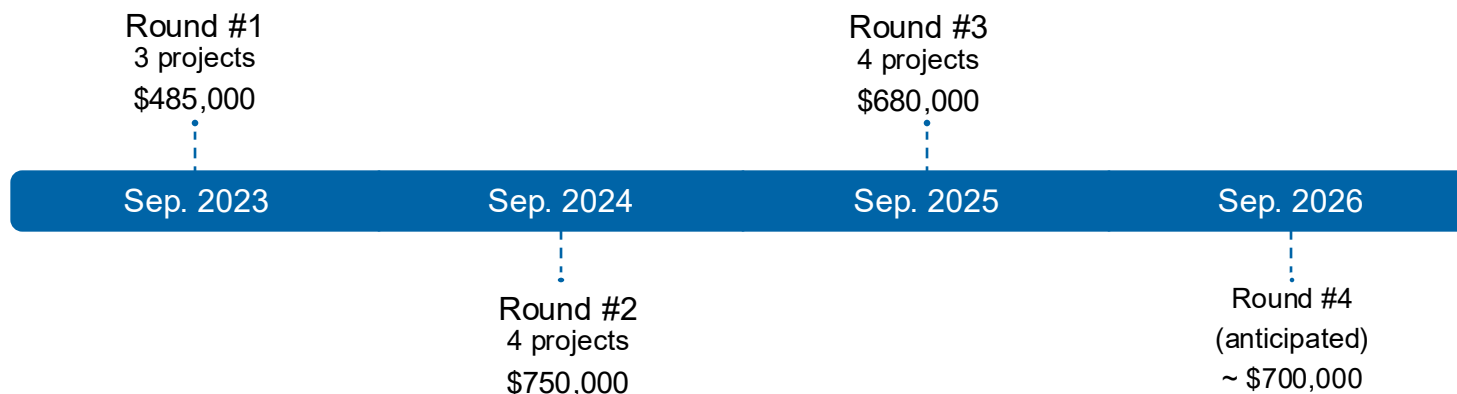 Round #1
3 projects
$485,000
Round #3
4 projects
$680,000
Sep. 2023
Sep. 2024
Sep. 2025
Sep. 2026
Round #2
4 projects
$750,000
Round #4
(anticipated)
~ $700,000